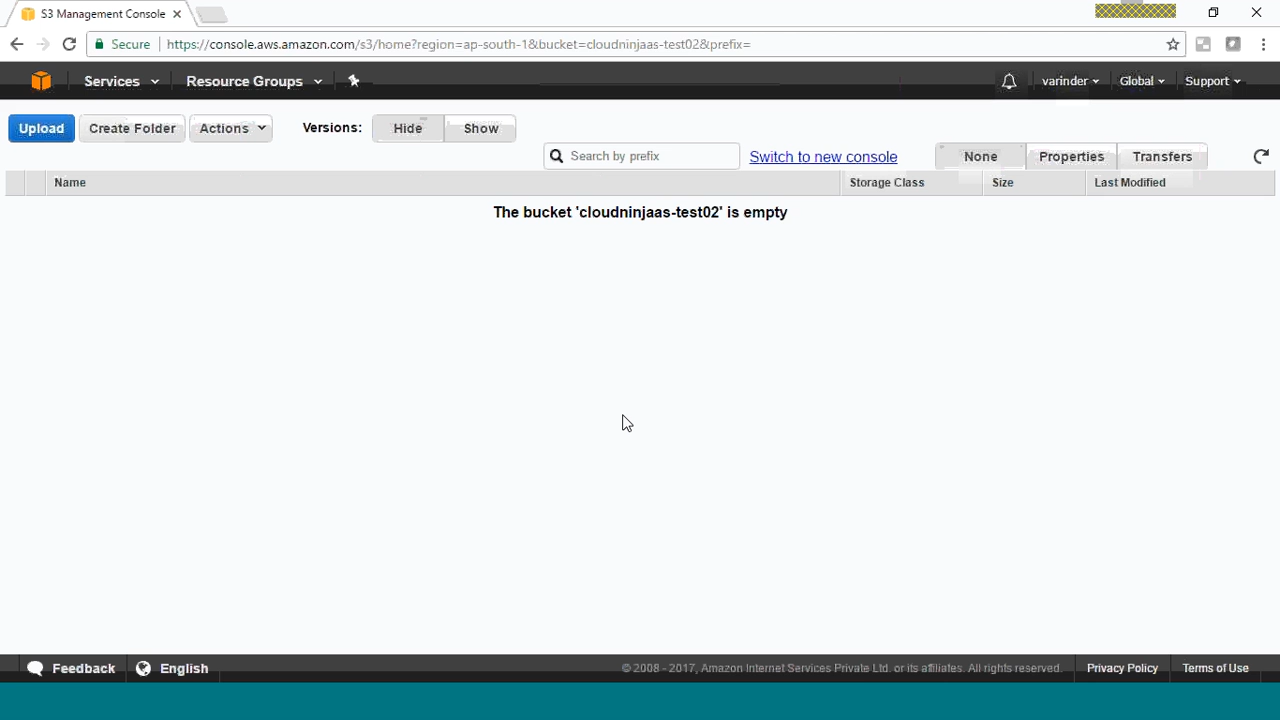 S3 Management Console
Secure https://console.aws.amazon.com/s3/home?region=ap-south-1&bucket=cloudninjaas-test02&prefix=
Services Resource Groups varinder Global Support
Upload Create Folder Actions Versions: Hide Show
Search by prefix Switch to new console None Properties Transfers
Name Storage Class Size Last Modified
The bucket 'cloudninjaas-test02' is empty
Feedback English © 2008 - 2017, Amazon Internet Services Private Ltd. or its affiliates. All rights reserved. Privacy Policy Terms of Use